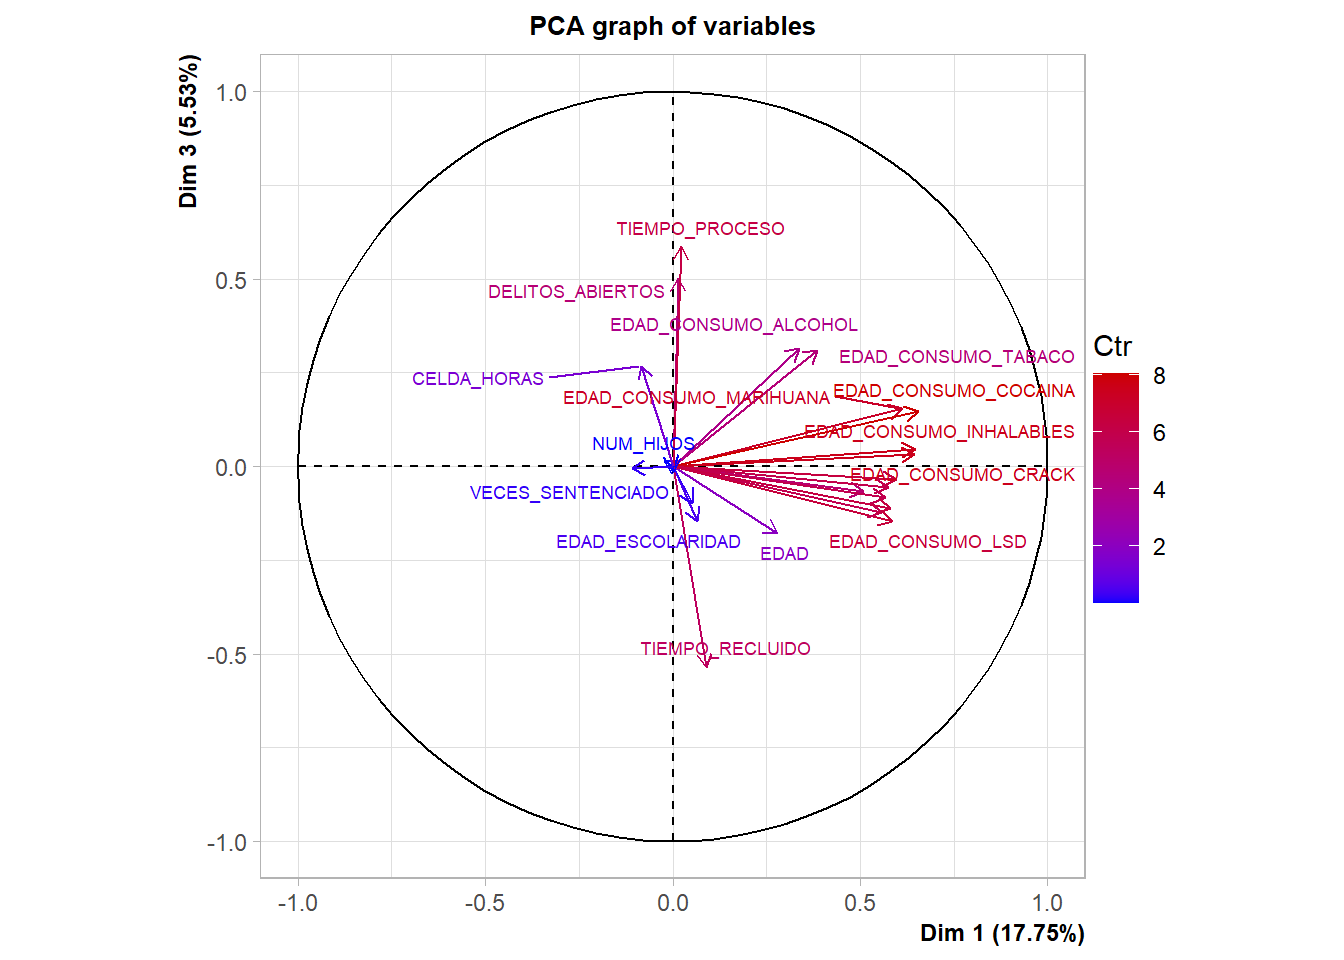 PCA graph of variables
Dim 3 (5.53%)
1.0
0.5
0.0
-0.5
-1.0
TIEMPO_PROCESO
DELITOS_ABIERTOS
EDAD_CONSUMO_ALCOHOL
EDAD_CONSUMO_TABACO
CELDA_HORAS
EDAD_CONSUMO_MARIHUANA
EDAD_CONSUMO_COCAINA
EDAD_CONSUMO_INHALABLES
NUM_HIJOS
EDAD_CONSUMO_CRACK
VECES_SENTENCIADO
EDAD_ESCOLARIDAD
EDAD
EDAD_CONSUMO_LSD
TIEMPO_RECLUIDO
Ctr
8
6
4
2
-1.0
-0.5
0.0
0.5
1.0
Dim 1 (17.75%)